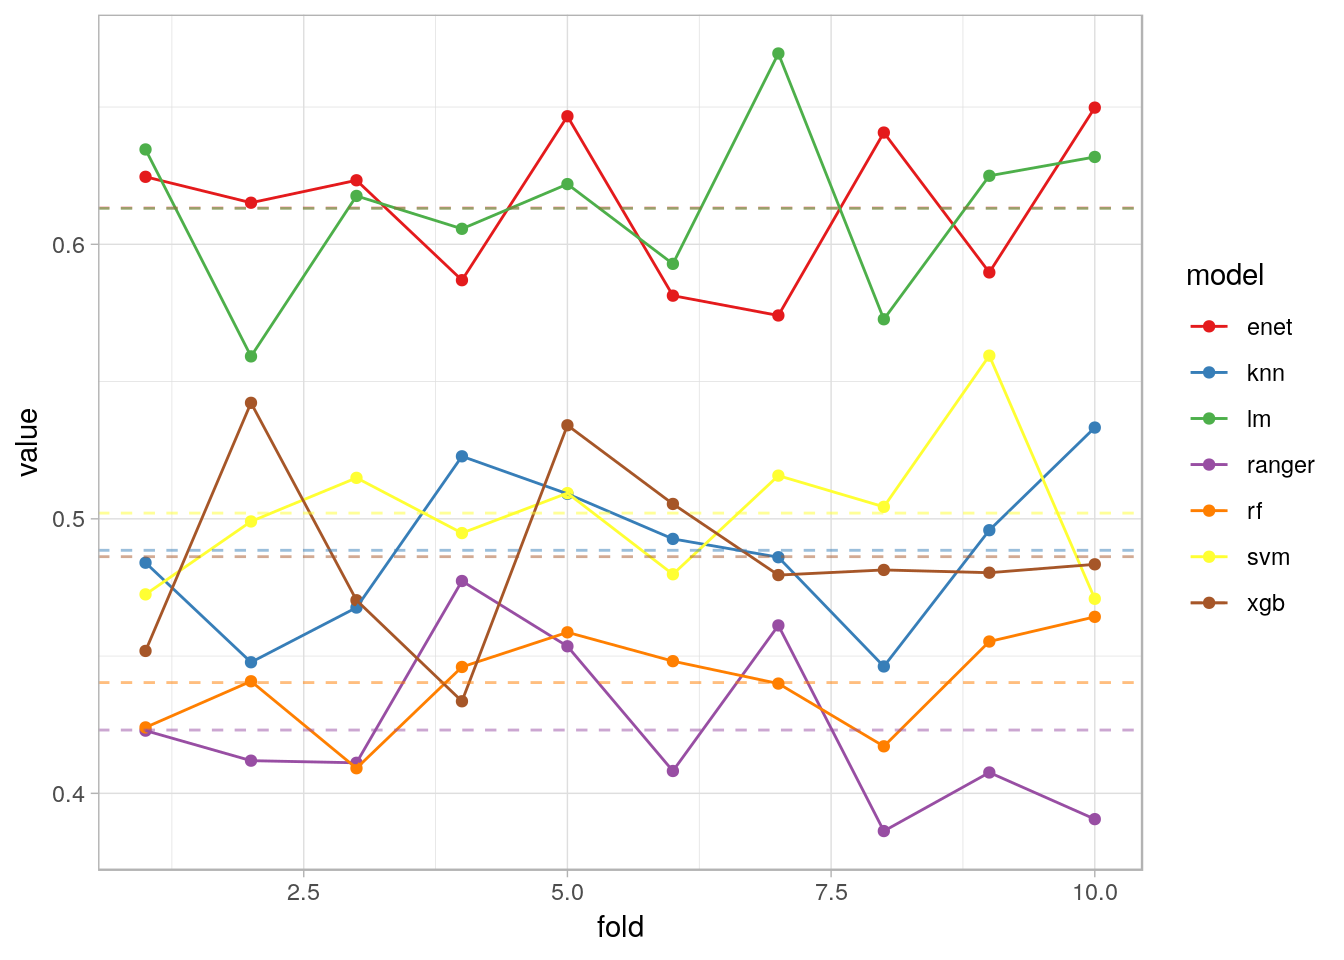 value
0.6
0.5
0.4
2.5
5.0
7.5
10.0
fold
model
enet
knn
lm
ranger
rf
svm
xgb